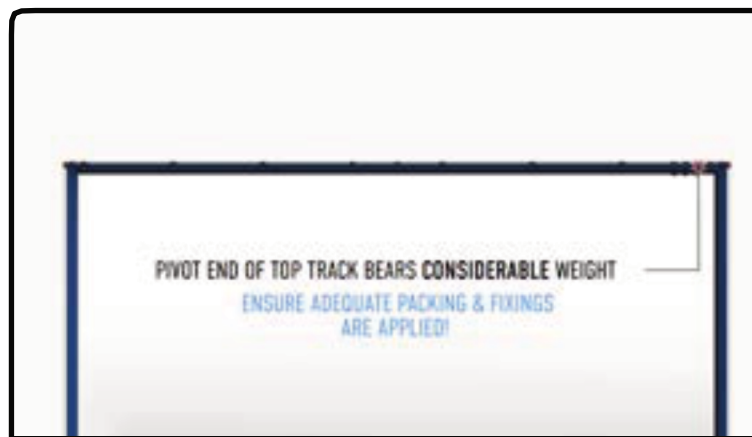 PIVOT END OF TOP TRACK BEARS CONSIDERABLE WEIGHT
ENSURE ADEQUATE PACKING & FIXINGS
ARE APPLIED!